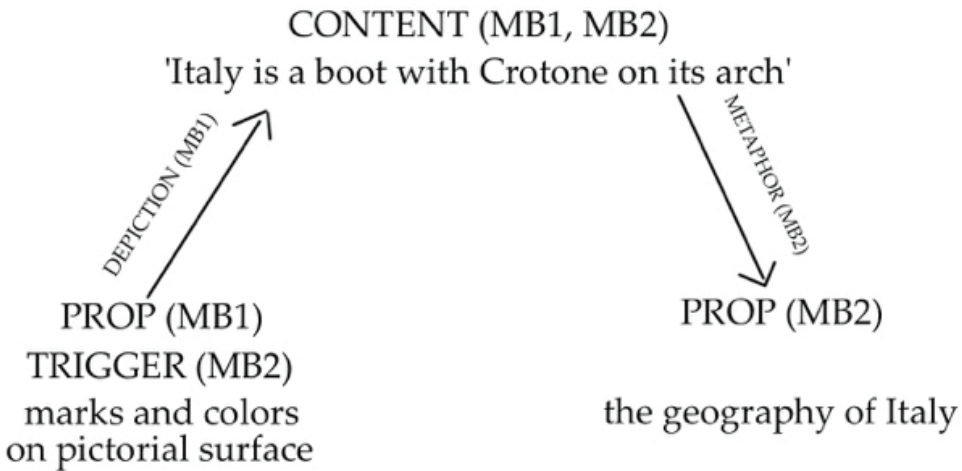 CONTENT (MB1, MB2)
'Italy is a boot with Crotone on its arch'
DEPICTION (MB1)
METAPHOR (MB2)
PROP (MB1)
PROP (MB2)
TRIGGER (MB2)
marks and colors
on pictorial surface
the geography of Italy